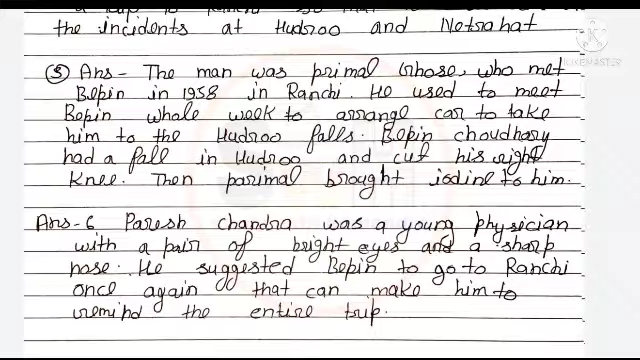 the incidents at Hudroo and Netrahat
⑤ Ans - The man was primal Ghose, who met
Bepin in 1958 in Ranchi. He used to meet
Bepin whole week to arrange car to take
him to the Hudroo falls. Bepin choudhary
had a fall in Hudroo and cut his right
Knee. Then parimal brought iodine to him.
Ans-6 Paresh Chandra was a young physician
with a pair of bright eyes and a sharp
nose. He suggested Bepin to go to Ranchi
once again that can make him to
remind the entire trip.
KINEMASTER